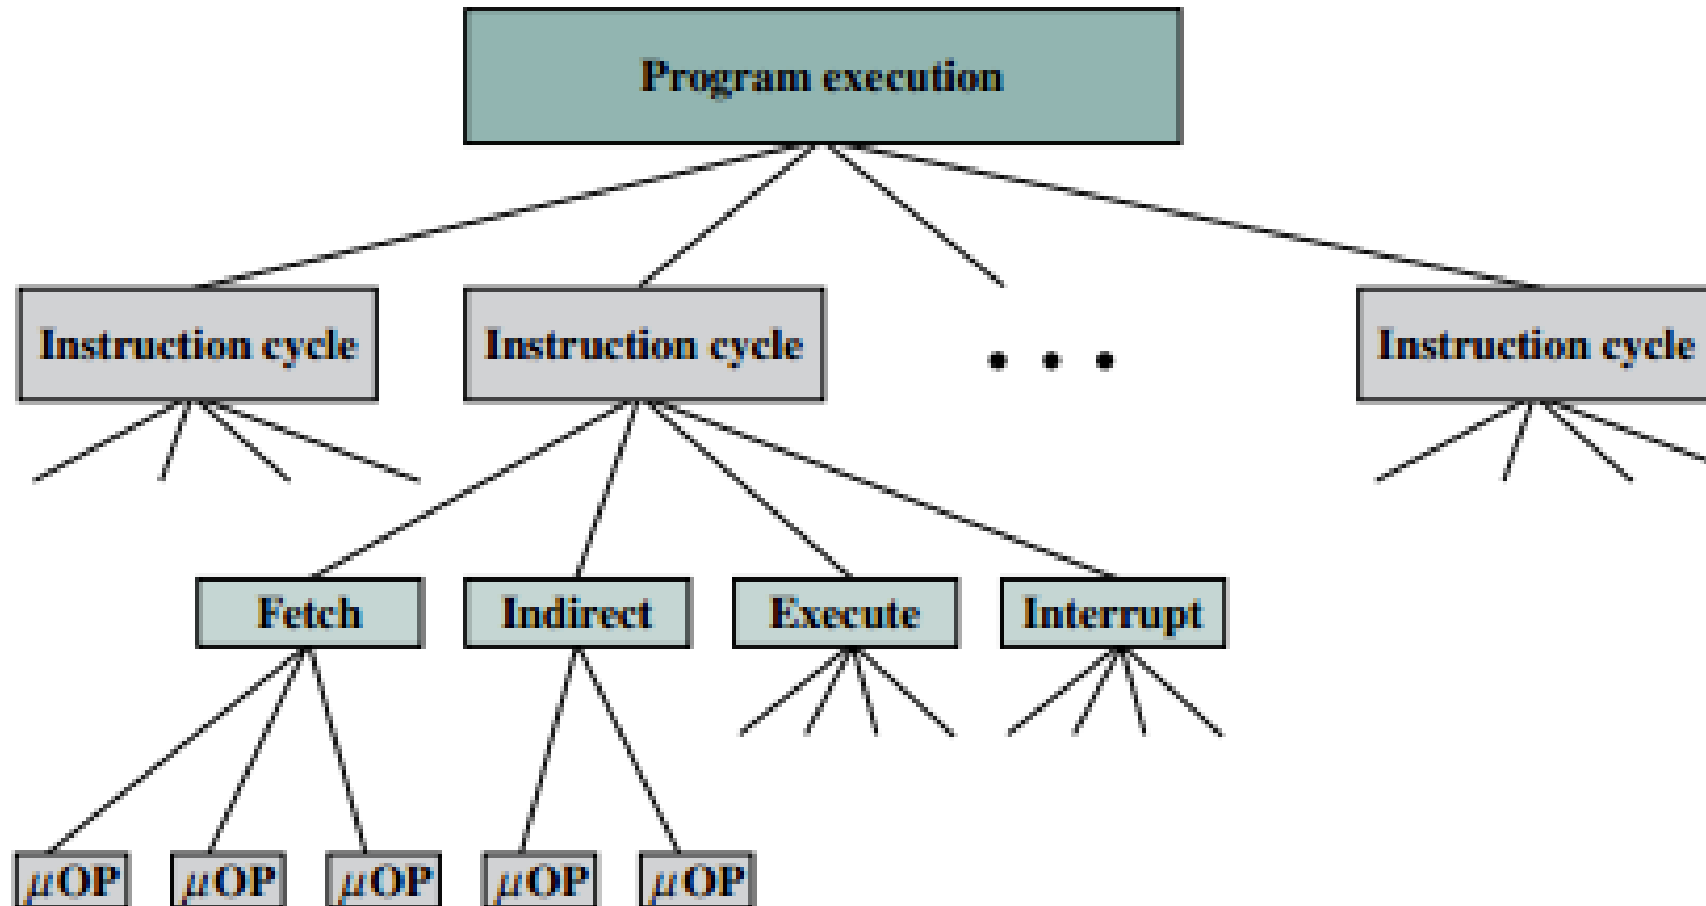 Program execution
Instruction cycle
Instruction cycle
Instruction cycle
Fetch
Indirect
Execute
Interrupt
μOP
μOP
μOP
μOP
μOP